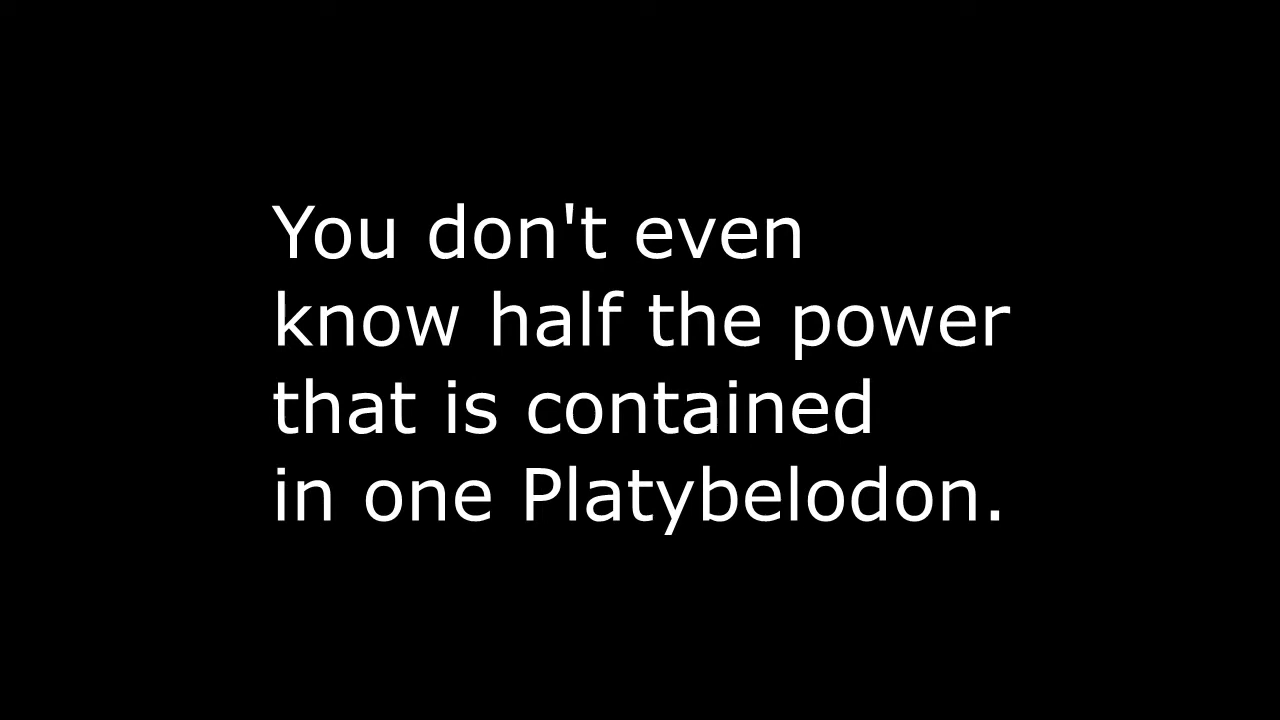 You don't even
know half the power
that is contained
in one Platybelodon.